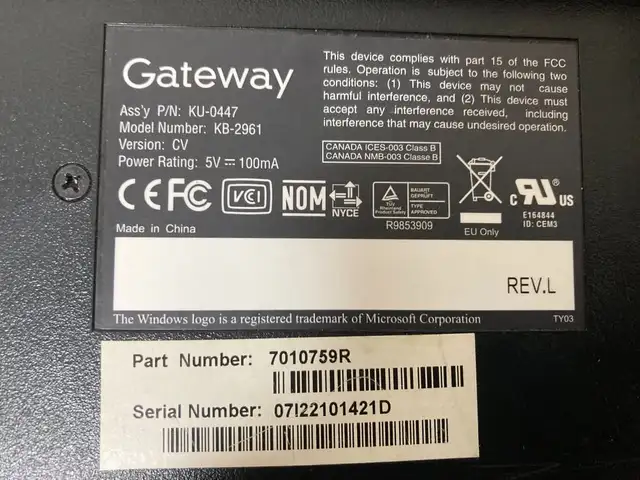 Gateway
Ass'y P/N: KU-0447
Model Number: KB-2961
Version: CV
Power Rating: 5V ⎓ 100mA
This device complies with part 15 of the FCC
rules. Operation is subject to the following two
conditions: (1) This device may not cause
harmful interference, and (2) This device must
accept any interference received, including
interference that may cause undesired operation.
CANADA ICES-003 Class B
CANADA NMB-003 Classe B
CE FC VCI NOM NYCE
TÜV
Rheinland
Product Safety
BAUART
GEPRÜFT
TYPE
APPROVED
R9853909
EU Only
C RU ® US
E164844
ID: CEM3
Made in China
REV.L
The Windows logo is a registered trademark of Microsoft Corporation
TY03
Part Number: 7010759R
Serial Number: 07I22101421D